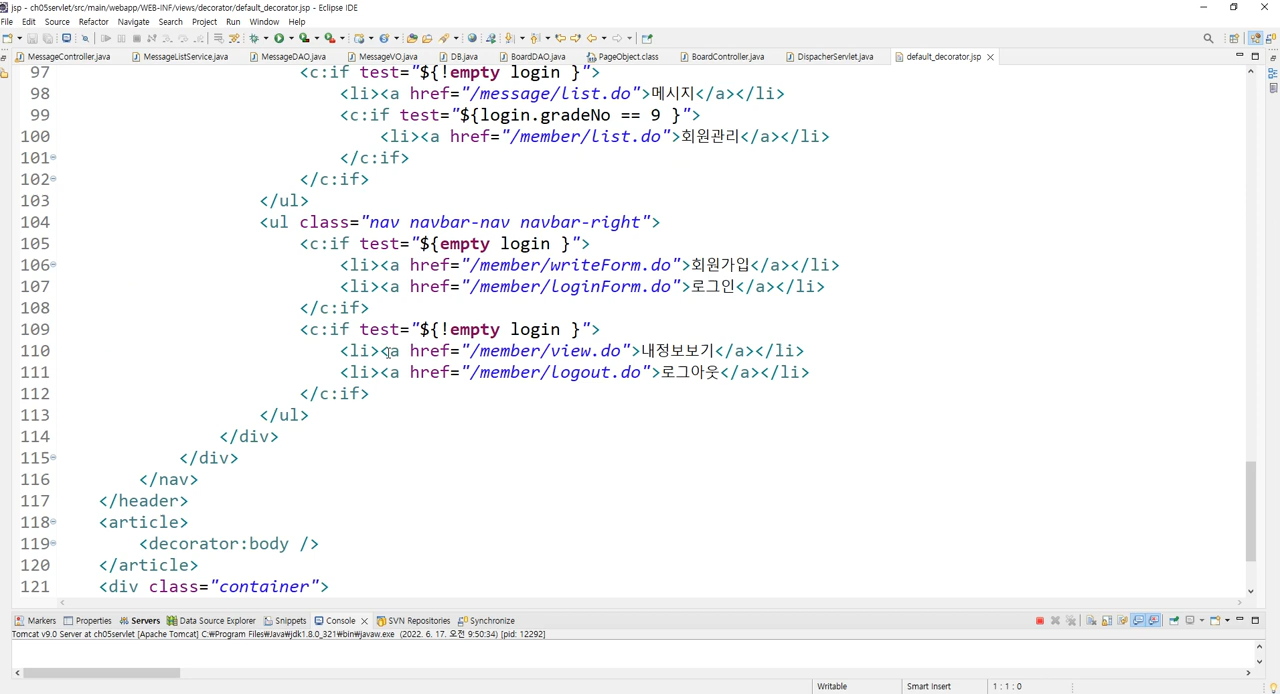 jsp - ch05servlet/src/main/webapp/WEB-INF/views/decorator/default_decorator.jsp - Eclipse IDE
File Edit Source Refactor Navigate Search Project Run Window Help
MessageController.java MessageListService.java MessageDAO.java MessageVO.java DB.java BoardDAO.java PageObject.class BoardController.java DispacherServlet.java default_decorator.jsp
97 <c:if test="${!empty login }">
98 <li><a href="/message/list.do">메시지</a></li>
99 <c:if test="${login.gradeNo == 9 }">
100 <li><a href="/member/list.do">회원관리</a></li>
101 </c:if>
102 </c:if>
103 </ul>
104 <ul class="nav navbar-nav navbar-right">
105 <c:if test="${empty login }">
106 <li><a href="/member/writeForm.do">회원가입</a></li>
107 <li><a href="/member/loginForm.do">로그인</a></li>
108 </c:if>
109 <c:if test="${!empty login }">
110 <li><a href="/member/view.do">내정보보기</a></li>
111 <li><a href="/member/logout.do">로그아웃</a></li>
112 </c:if>
113 </ul>
114 </div>
115 </div>
116 </nav>
117 </header>
118 <article>
119 <decorator:body />
120 </article>
121 <div class="container">
Markers Properties Servers Data Source Explorer Snippets Console SVN Repositories Synchronize
Tomcat v9.0 Server at ch05servlet [Apache Tomcat] C:₩Program Files₩Java₩jdk1.8.0_321₩bin₩javaw.exe (2022. 6. 17. 오전 9:50:34) [pid: 12292]
Writable Smart Insert 1 : 1 : 0